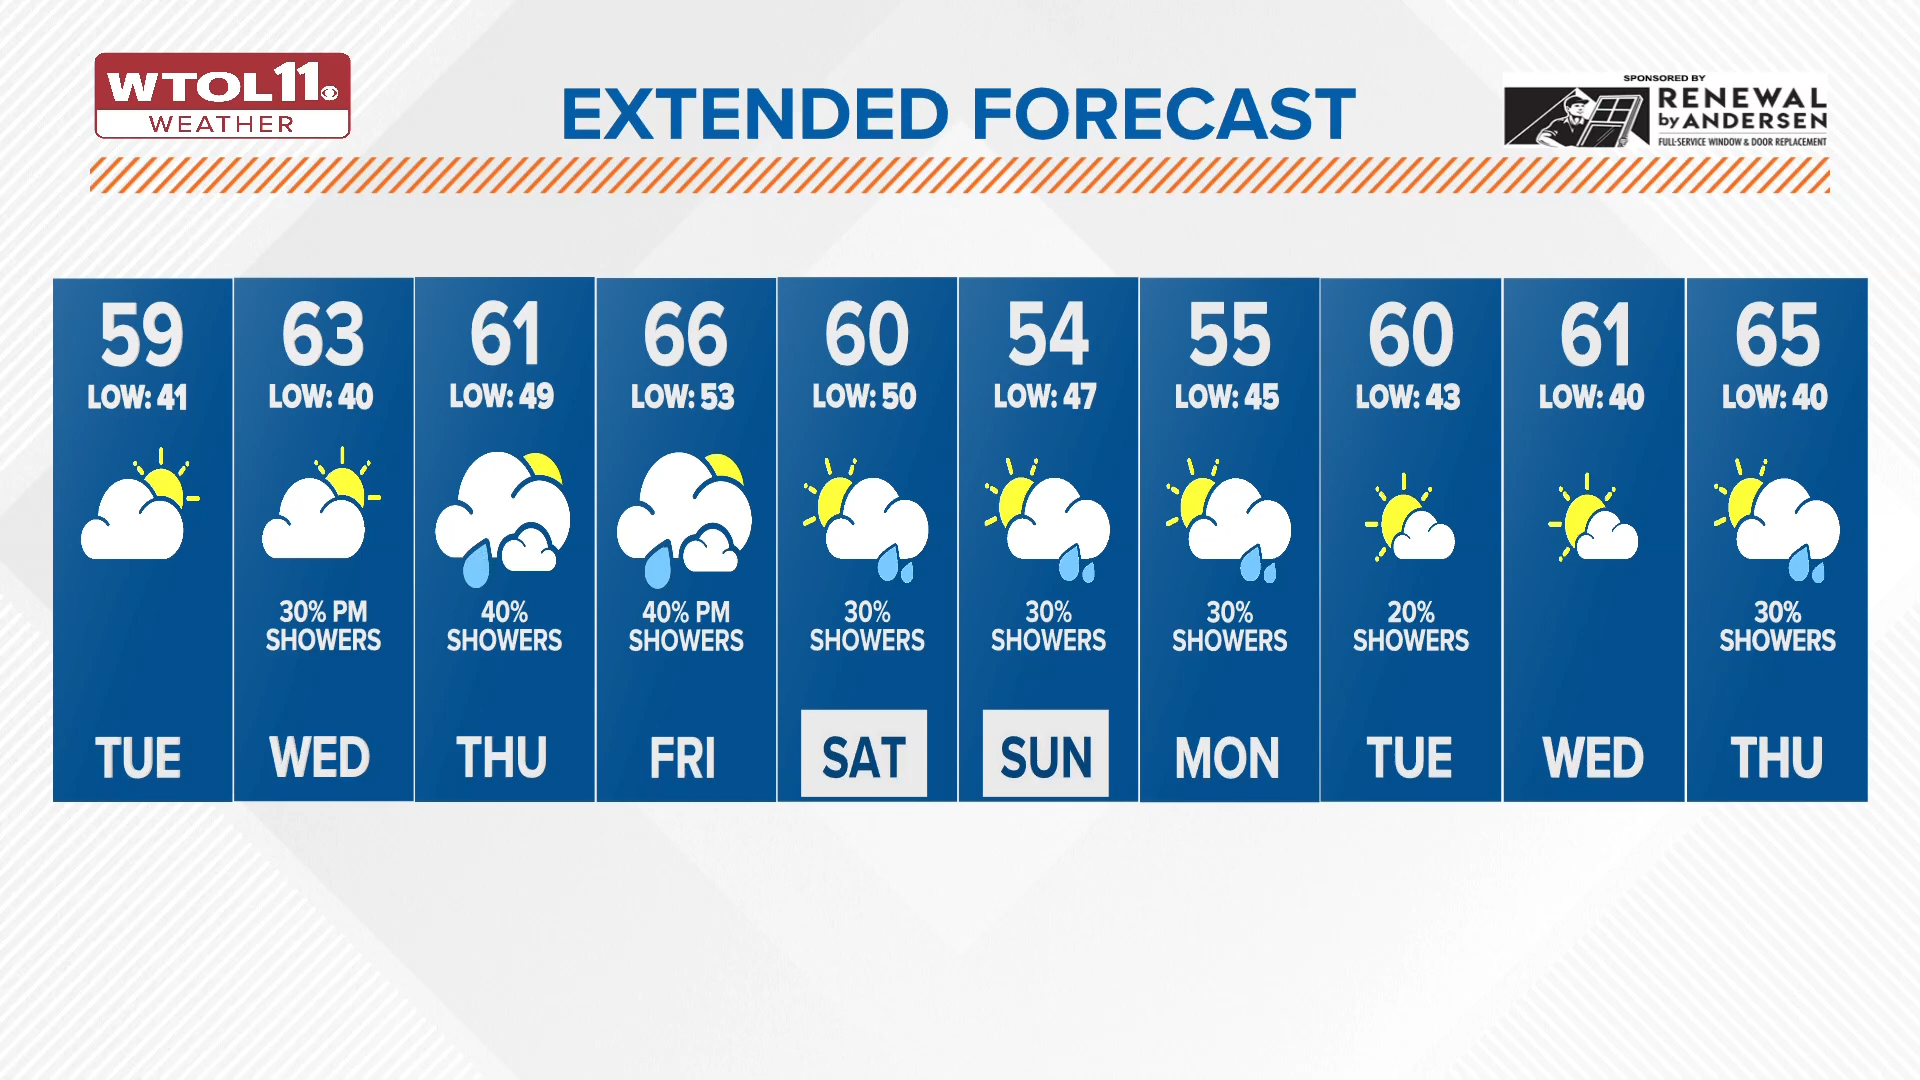 WTOL11
WEATHER
EXTENDED FORECAST
SPONSORED BY
RENEWAL
by ANDERSEN
FULL-SERVICE WINDOW & DOOR REPLACEMENT
59
LOW: 41
TUE
63
LOW: 40
30% PM
SHOWERS
WED
61
LOW: 49
40%
SHOWERS
THU
66
LOW: 53
40% PM
SHOWERS
FRI
60
LOW: 50
30%
SHOWERS
SAT
54
LOW: 47
30%
SHOWERS
SUN
55
LOW: 45
30%
SHOWERS
MON
60
LOW: 43
20%
SHOWERS
TUE
61
LOW: 40
WED
65
LOW: 40
30%
SHOWERS
THU